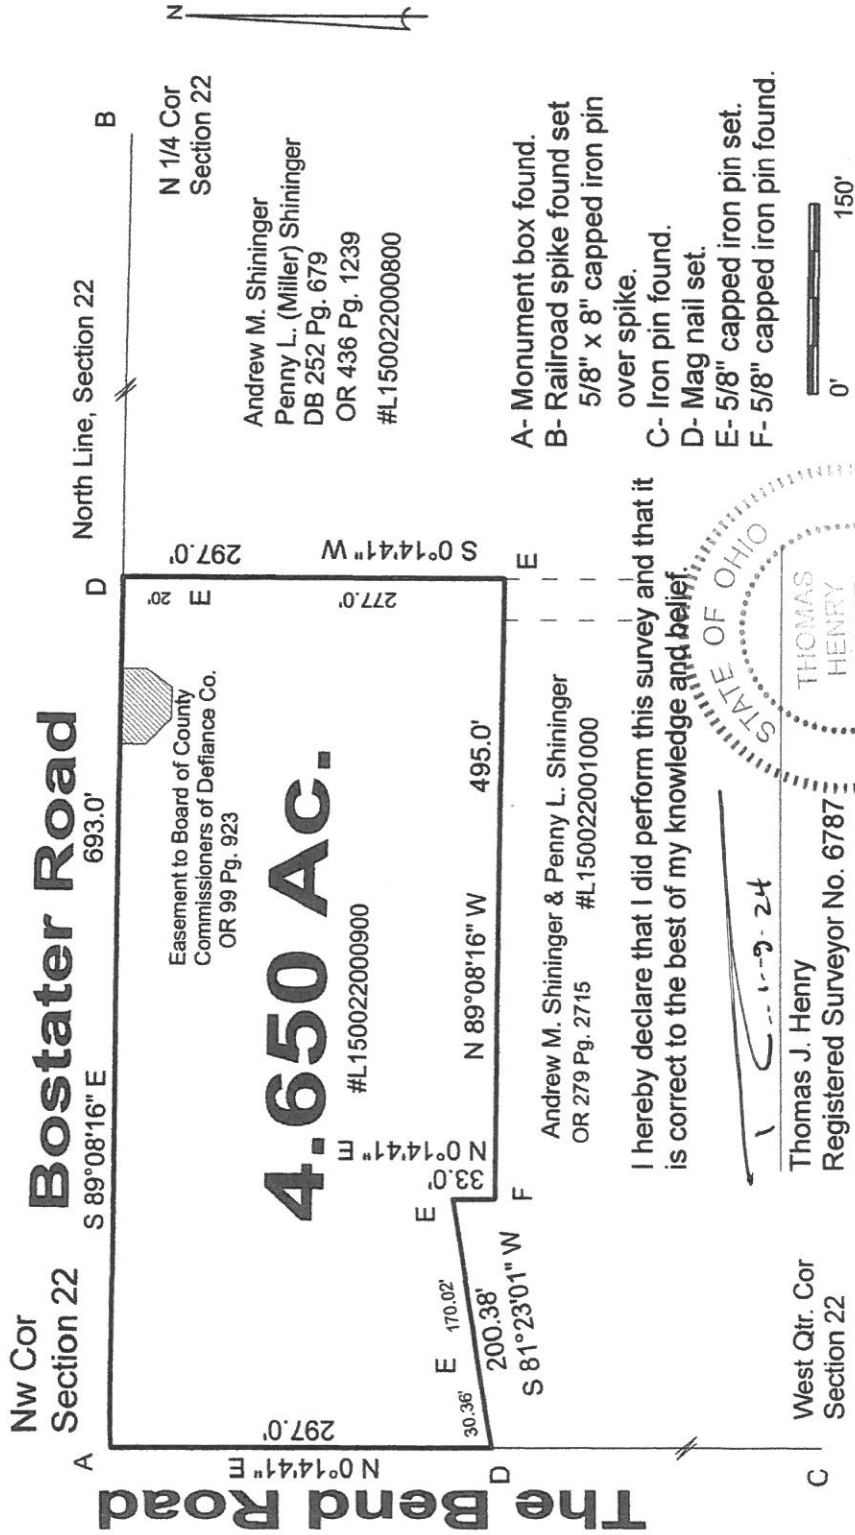 N
Nw Cor
Section 22
Bostater Road
S 89°08'16" E
693.0'
North Line, Section 22
A
D
B
N 1/4 Cor
Section 22
The Bend Road
N 0°14'41" E
297.0'
Easement to Board of County
Commissioners of Defiance Co.
OR 99 Pg. 923
4.650 Ac.
#L150022000900
20'
E
297.0'
277.0'
S 0°14'41" W
Andrew M. Shininger
Penny L. (Miller) Shininger
DB 252 Pg. 679
OR 436 Pg. 1239
#L150022000800
N 0°14'41" E
33.0'
N 89°08'16" W
495.0'
E
E
E
F
30.36'
170.02'
200.38'
S 81°23'01" W
D
Andrew M. Shininger & Penny L. Shininger
OR 279 Pg. 2715
#L150022001000
A- Monument box found.
B- Railroad spike found set
5/8" x 8" capped iron pin
over spike.
C- Iron pin found.
D- Mag nail set.
E- 5/8" capped iron pin set.
F- 5/8" capped iron pin found.
I hereby declare that I did perform this survey and that it
is correct to the best of my knowledge and belief.
Thomas J. Henry
Registered Surveyor No. 6787
STATE OF OHIO
THOMAS
HENRY
0'
150'
West Qtr. Cor
Section 22
C